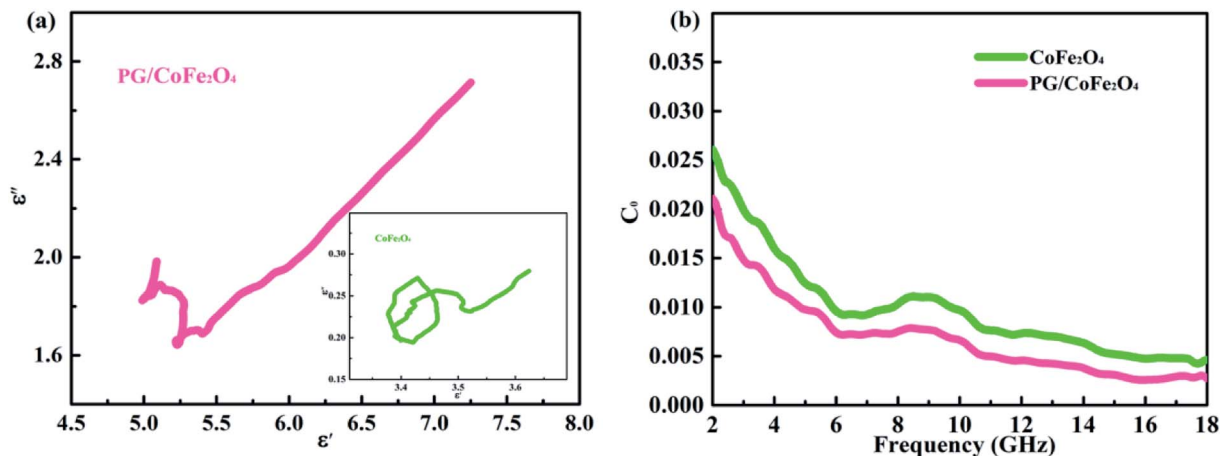 (a)
PG/CoFe₂O₄
2.8
2.4
2.0
1.6
ε″
4.5 5.0 5.5 6.0 6.5 7.0 7.5 8.0
ε′
CoFe₂O₄
0.30
0.25
0.20
0.15
ε″
3.4 3.5 3.6
ε′
(b)
CoFe₂O₄
PG/CoFe₂O₄
0.035
0.030
0.025
0.020
0.015
0.010
0.005
0.000
C₀
2 4 6 8 10 12 14 16 18
Frequency (GHz)